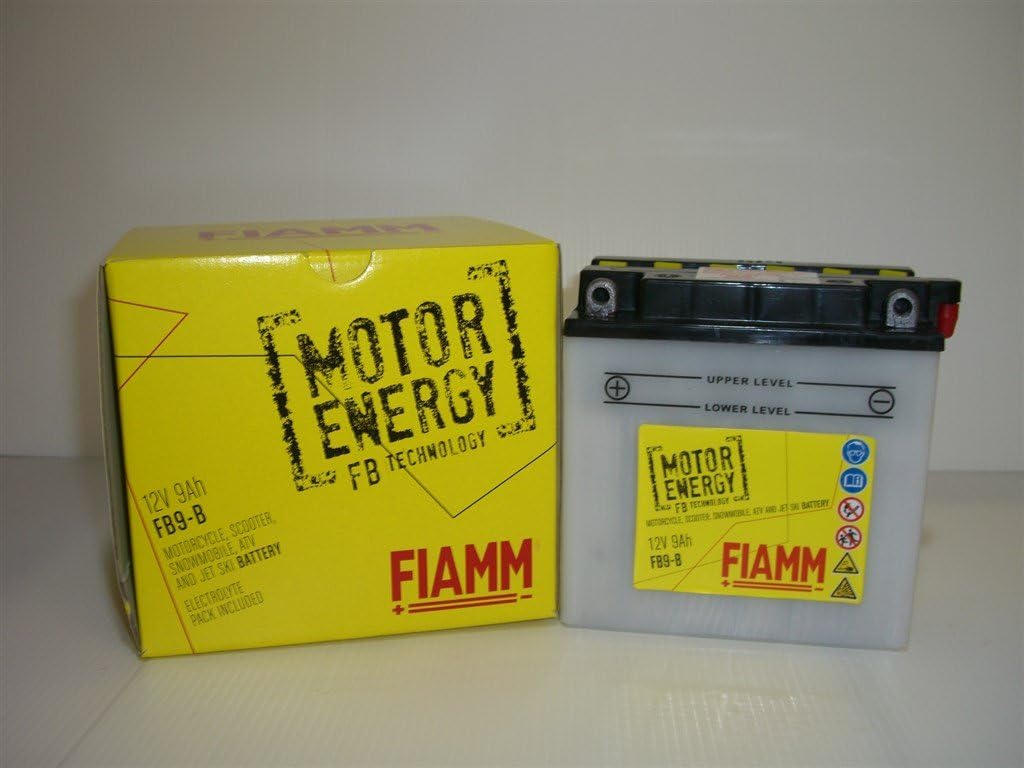 FIAMM
MOTOR
ENERGY
FB TECHNOLOGY
12V 9Ah
FB9-B
MOTORCYCLE, SCOOTER,
SNOWMOBILE, ATV
AND JET SKI BATTERY
ELECTROLYTE
PACK INCLUDED
FIAMM
+ -
+ UPPER LEVEL -
LOWER LEVEL
MOTOR
ENERGY
FB TECHNOLOGY
MOTORCYCLE, SCOOTER, SNOWMOBILE, ATV AND JET SKI BATTERY
12V 9Ah
FB9-B
FIAMM
+ -